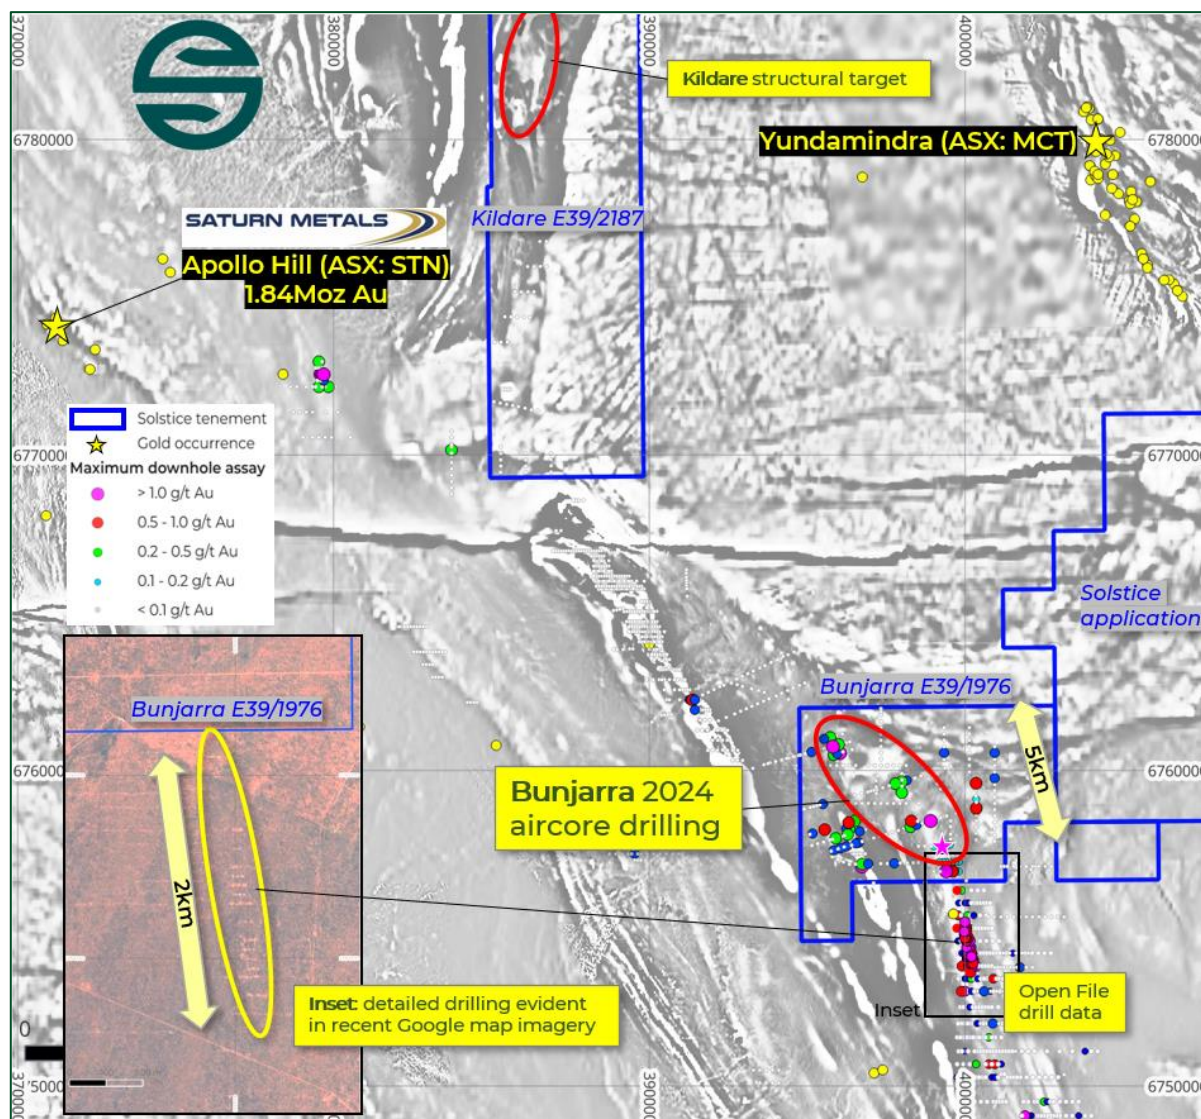 370000
380000
390000
400000
Kildare structural target
6780000
Yundamindra (ASX: MCT)
6780000
Kildare E39/2187
SATURN METALS
Apollo Hill (ASX: STN)
1.84Moz Au
Solstice tenement
Gold occurrence
Maximum downhole assay
> 1.0 g/t Au
0.5 - 1.0 g/t Au
0.2 - 0.5 g/t Au
0.1 - 0.2 g/t Au
< 0.1 g/t Au
6770000
Solstice
application
Bunjarra E39/1976
5km
Bunjarra 2024
aircore drilling
6760000
6760000
Bunjarra E39/1976
2km
Inset: detailed drilling evident
in recent Google map imagery
Inset
Open File
drill data
0
6750000
390000
400000